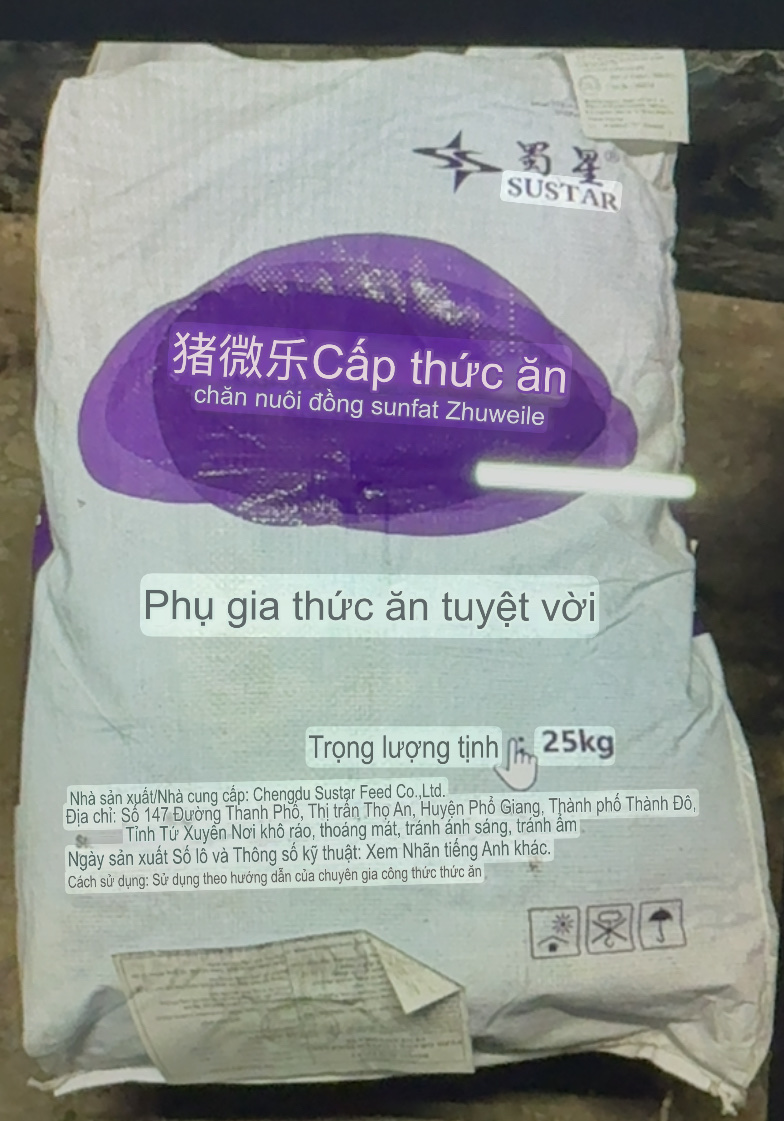 蜀星®
SUSTAR
猪微乐Cấp thức ăn
chăn nuôi đồng sunfat Zhuweile
Phụ gia thức ăn tuyệt vời
Trọng lượng tịnh
25kg
Nhà sản xuất/Nhà cung cấp: Chengdu Sustar Feed Co.,Ltd.
Địa chỉ: Số 147 Đường Thanh Phố, Thị trấn Thọ An, Huyện Phổ Giang, Thành phố Thành Đô,
Tỉnh Tứ Xuyên Nơi khô ráo, thoáng mát, tránh ánh sáng, tránh ẩm
Ngày sản xuất Số lô và Thông số kỹ thuật: Xem Nhãn tiếng Anh khác.
Cách sử dụng: Sử dụng theo hướng dẫn của chuyên gia công thức thức ăn